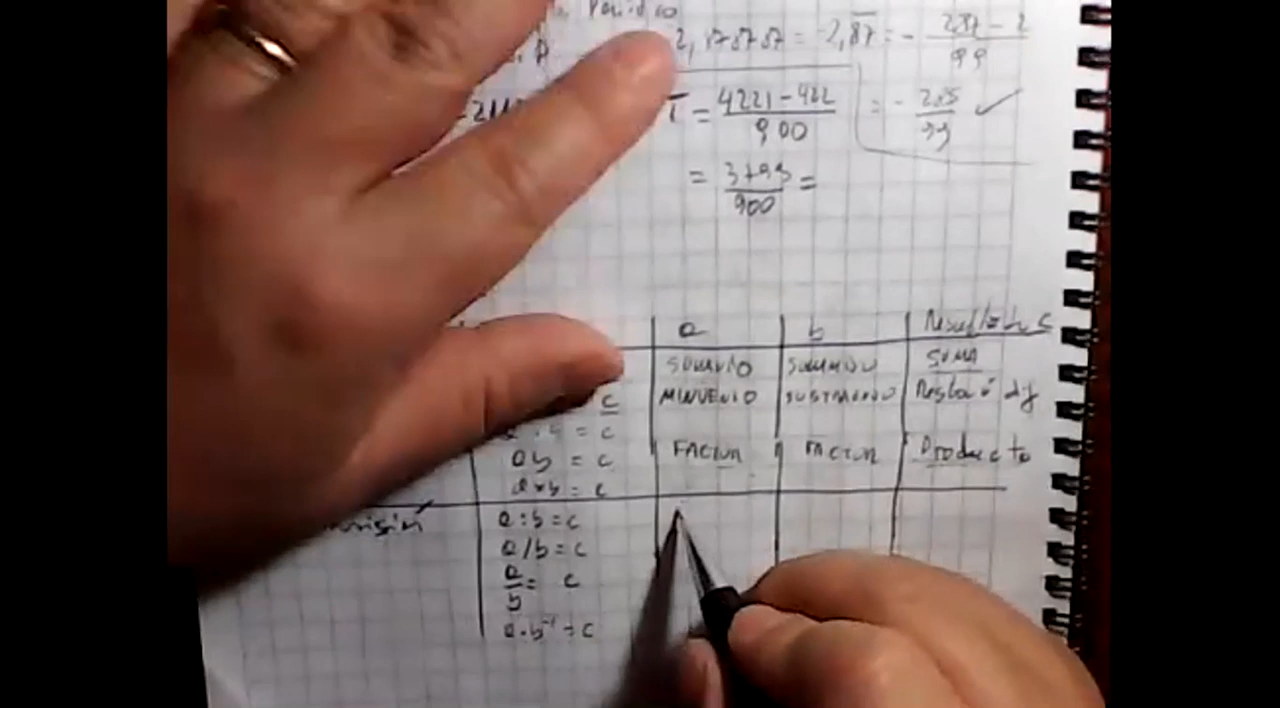 Periódico
2,878787 = -2,87 = - 287 - 2 / 99
= 4221 - 422 / 900 = - 285 / 99 ✓
= 3799 / 900 =
a b Resultado c
SUMANDO SUMANDO SUMA
c MINUENDO SUSTRAENDO Resta o dif
= c
ab = c FACTOR FACTOR Producto
a×b = c
a:b = c
a/b = c
a/b = c
a·b⁻¹ = c